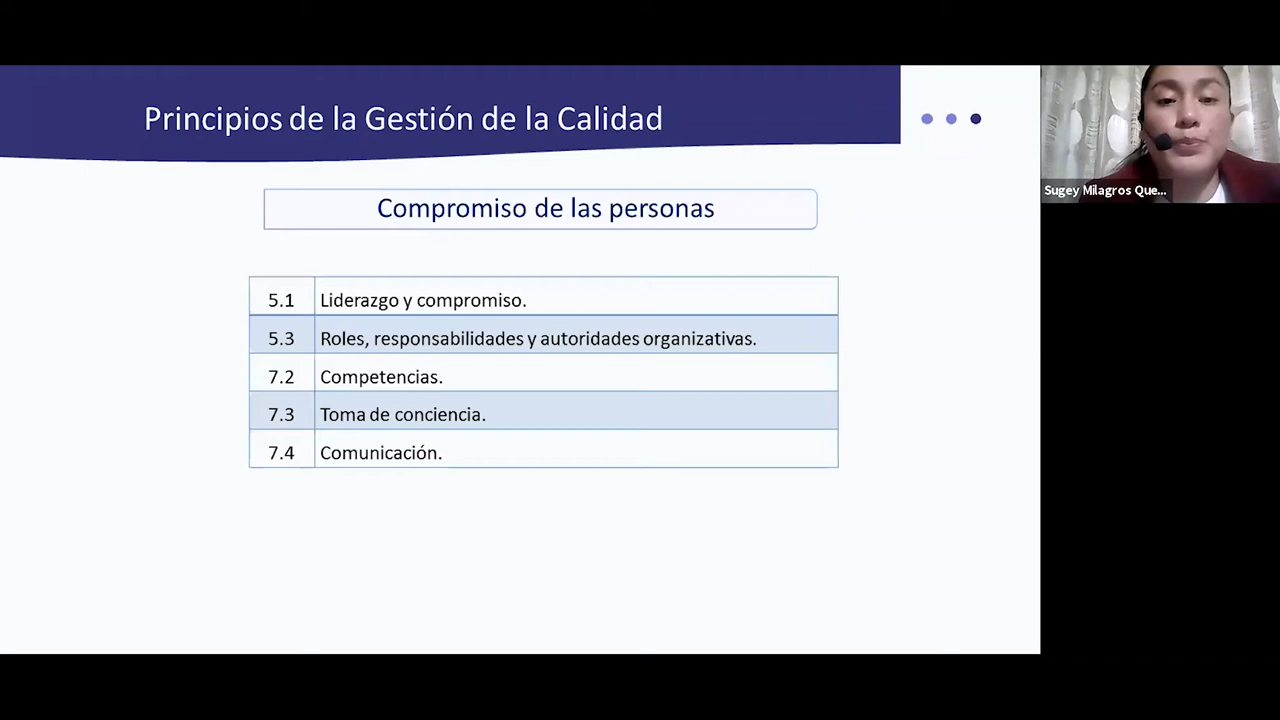 Principios de la Gestión de la Calidad
Sugey Milagros Que...
Compromiso de las personas
5.1 Liderazgo y compromiso.
5.3 Roles, responsabilidades y autoridades organizativas.
7.2 Competencias.
7.3 Toma de conciencia.
7.4 Comunicación.